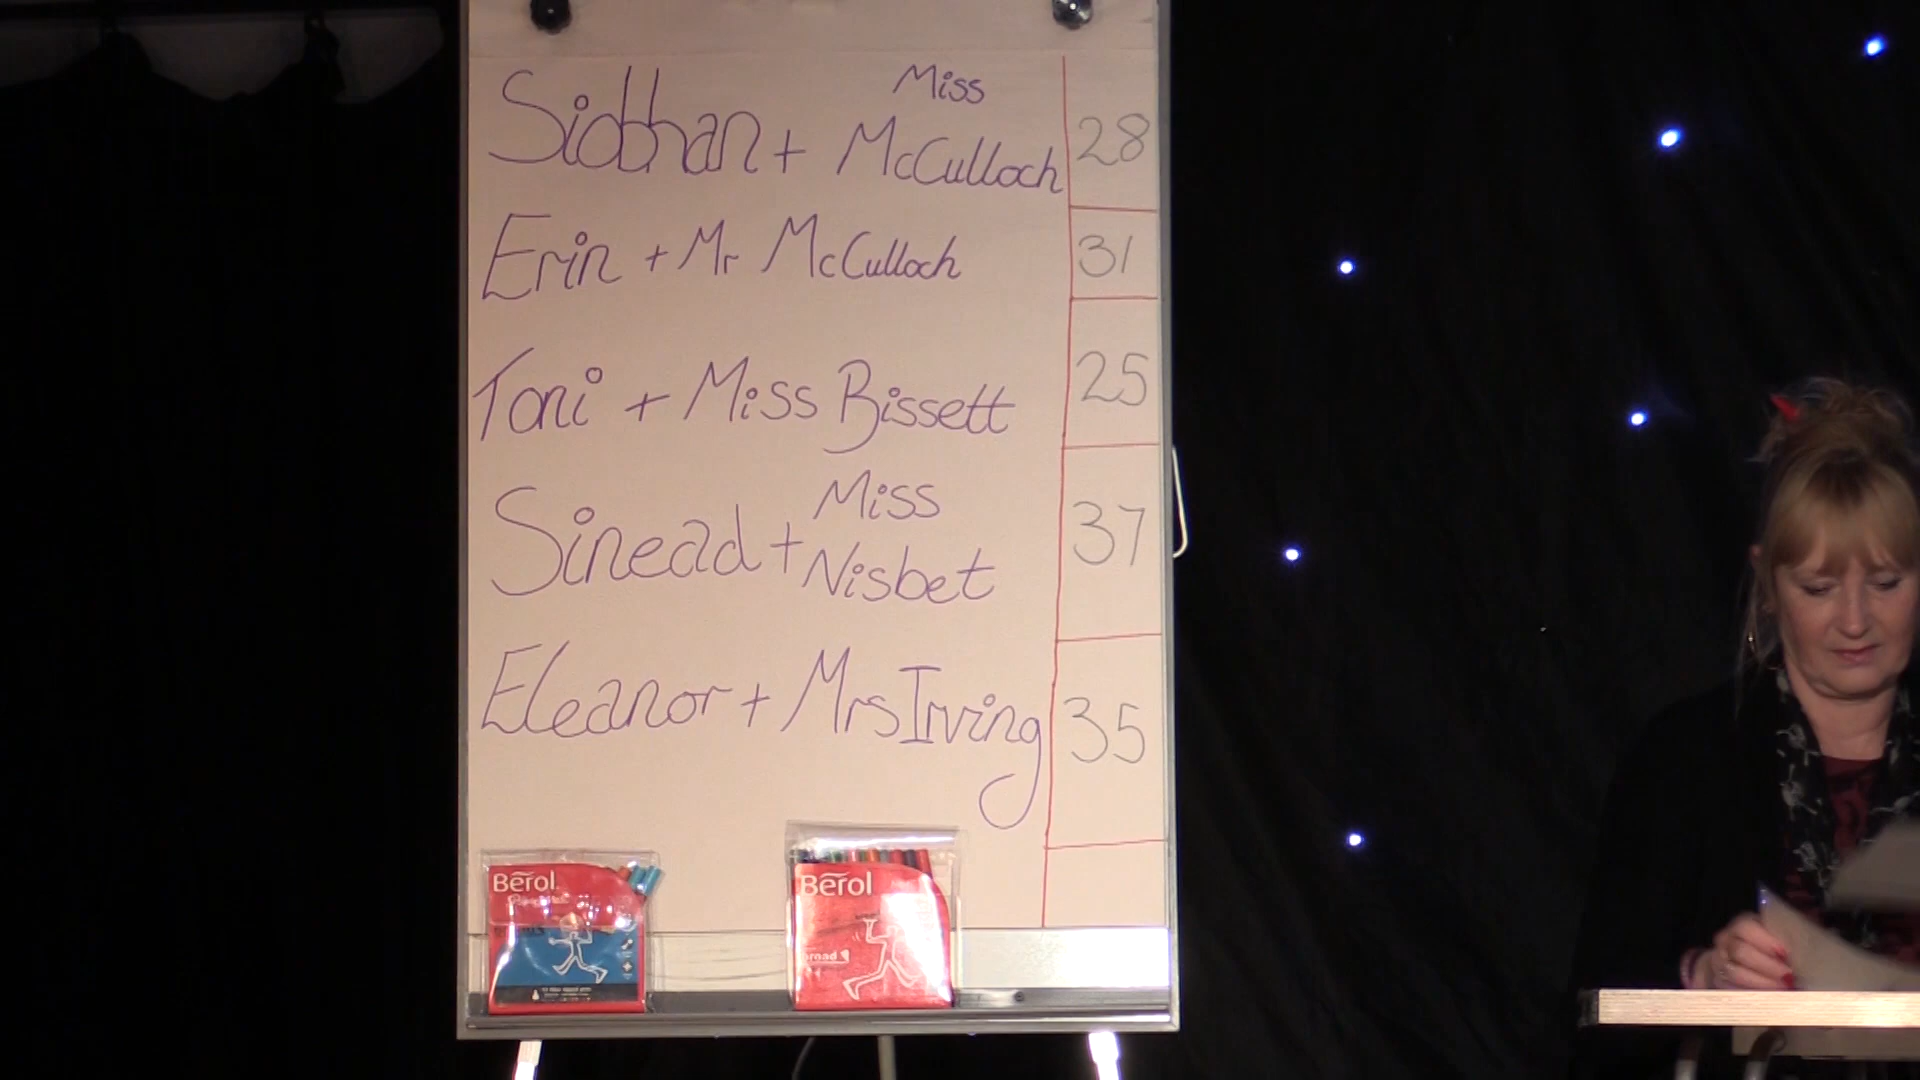 Siobhan + Miss McCulloch 28
Erin + Mr McCulloch 31
Toni + Miss Bissett 25
Sinead + Miss Nisbet 37
Eleanor + Mrs Irving 35
Berol
Berol
broad